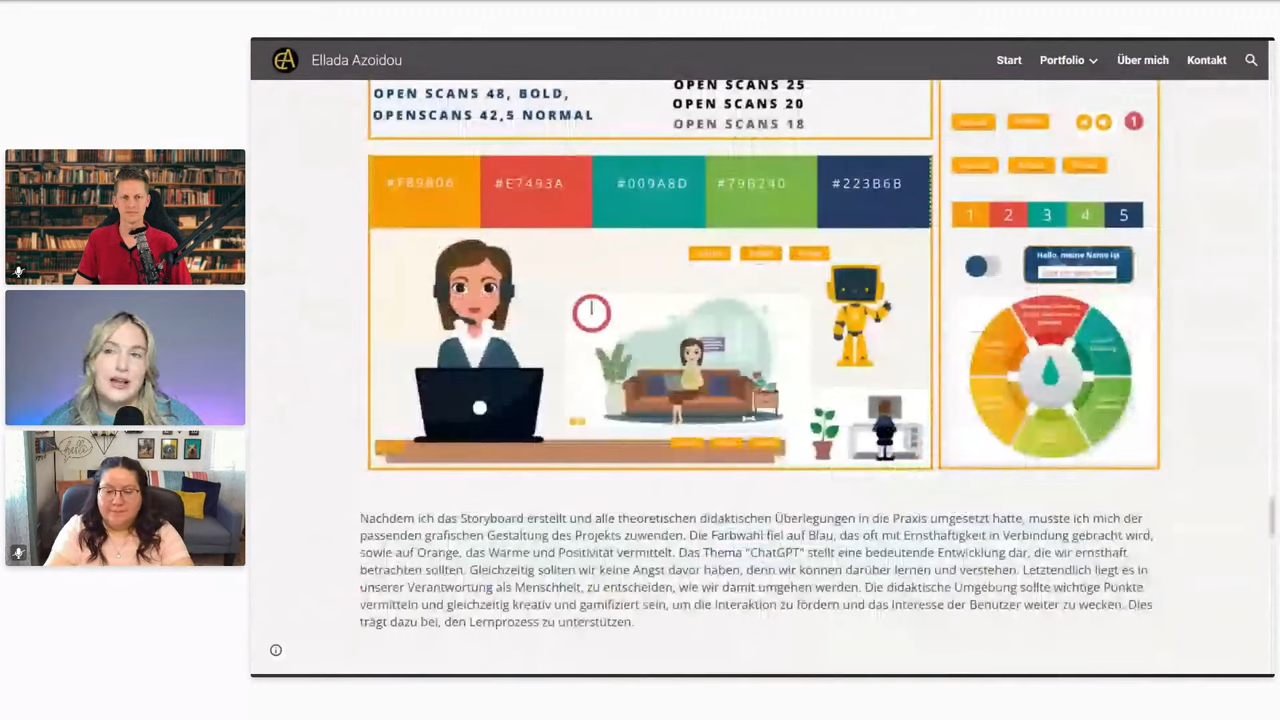 Ellada Azoidou
Start
Portfolio
Über mich
Kontakt
OPEN SCANS 48, BOLD,
OPENSCANS 42,5 NORMAL
OPEN SCANS 25
OPEN SCANS 20
OPEN SCANS 18
1
#F89806
#E7493A
#009A8D
#79B240
#223B6B
1 2 3 4 5
Hallo, meine Name ist
hello
Nachdem ich das Storyboard erstellt und alle theoretischen didaktischen Überlegungen in die Praxis umgesetzt hatte, musste ich mich der
passenden grafischen Gestaltung des Projekts zuwenden. Die Farbwahl fiel auf Blau, das oft mit Ernsthaftigkeit in Verbindung gebracht wird,
sowie auf Orange, das Wärme und Positivität vermittelt. Das Thema "ChatGPT" stellt eine bedeutende Entwicklung dar, die wir ernsthaft
betrachten sollten. Gleichzeitig sollten wir keine Angst davor haben, denn wir können darüber lernen und verstehen. Letztendlich liegt es in
unserer Verantwortung als Menschheit, zu entscheiden, wie wir damit umgehen werden. Die didaktische Umgebung sollte wichtige Punkte
vermitteln und gleichzeitig kreativ und gamifiziert sein, um die Interaktion zu fördern und das Interesse der Benutzer weiter zu wecken. Dies
trägt dazu bei, den Lernprozess zu unterstützen.